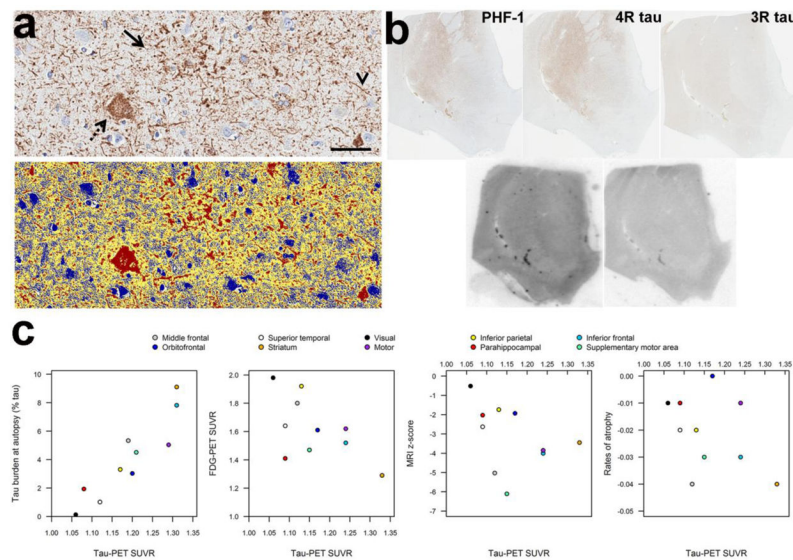 a
b
PHF-1
4R tau
3R tau
c
Middle frontal
Superior temporal
Visual
Inferior parietal
Inferior frontal
Orbitofrontal
Striatum
Motor
Parahippocampal
Supplementary motor area
Tau burden at autopsy (% tau)
10
8
6
4
2
0
1.00 1.05 1.10 1.15 1.20 1.25 1.30 1.35
Tau-PET SUVR
FDG-PET SUVR
2.0
1.8
1.6
1.4
1.2
1.0
1.00 1.05 1.10 1.15 1.20 1.25 1.30 1.35
Tau-PET SUVR
1.00 1.05 1.10 1.15 1.20 1.25 1.30 1.35
MRI z-score
0
-1
-2
-3
-4
-5
-6
-7
Tau-PET SUVR
1.00 1.05 1.10 1.15 1.20 1.25 1.30 1.35
Rates of atrophy
0.00
-0.01
-0.02
-0.03
-0.04
-0.05
Tau-PET SUVR